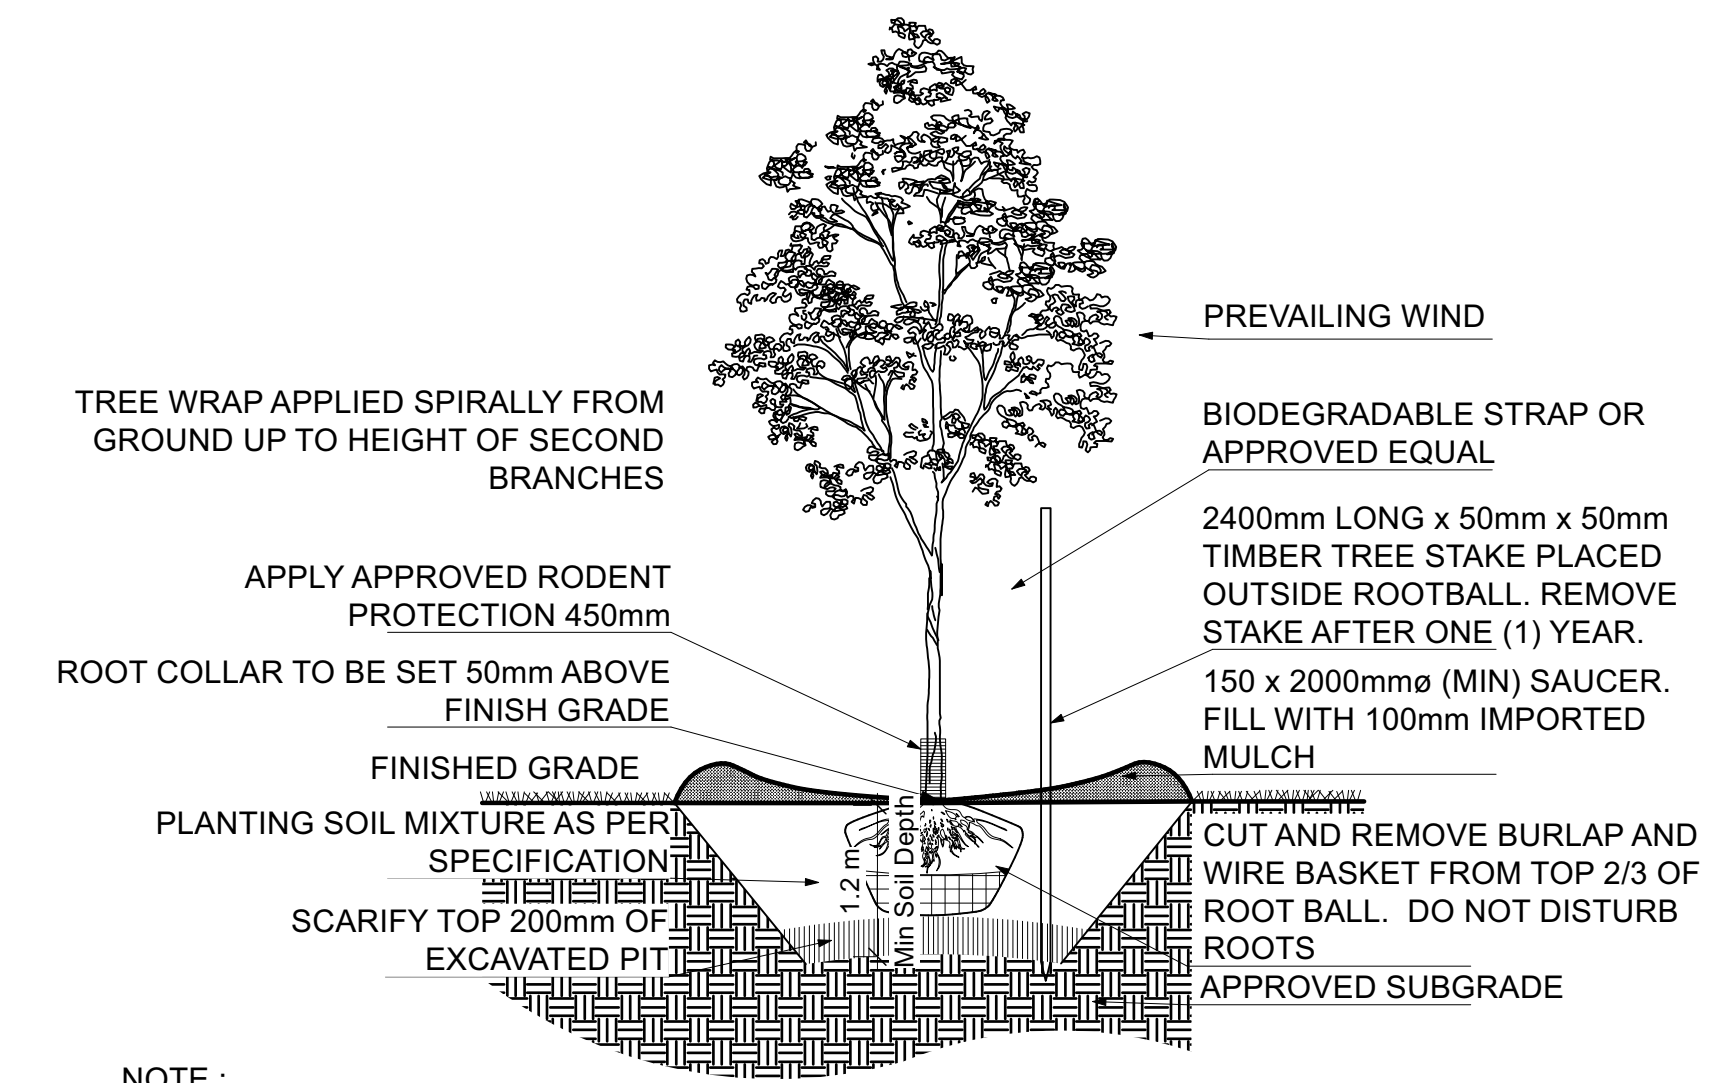 PREVAILING WIND
TREE WRAP APPLIED SPIRALLY FROM
GROUND UP TO HEIGHT OF SECOND
BRANCHES
BIODEGRADABLE STRAP OR
APPROVED EQUAL
2400mm LONG x 50mm x 50mm
TIMBER TREE STAKE PLACED
OUTSIDE ROOTBALL. REMOVE
STAKE AFTER ONE (1) YEAR.
APPLY APPROVED RODENT
PROTECTION 450mm
ROOT COLLAR TO BE SET 50mm ABOVE
FINISH GRADE
150 x 2000mmø (MIN) SAUCER.
FILL WITH 100mm IMPORTED
MULCH
FINISHED GRADE
PLANTING SOIL MIXTURE AS PER
SPECIFICATION
1.2 m
Min Soil Depth
CUT AND REMOVE BURLAP AND
WIRE BASKET FROM TOP 2/3 OF
ROOT BALL.  DO NOT DISTURB
ROOTS
SCARIFY TOP 200mm OF
EXCAVATED PIT
APPROVED SUBGRADE
NOTE :